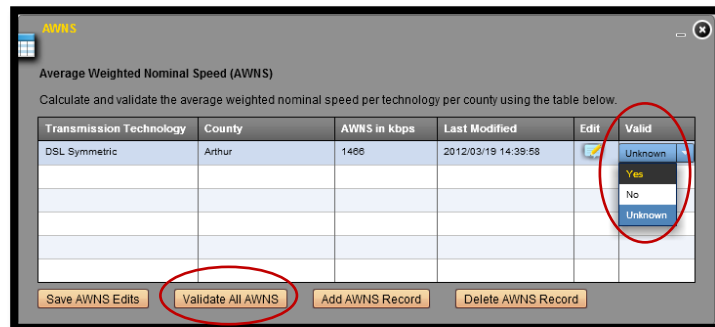 AWNS
Average Weighted Nominal Speed (AWNS)
Calculate and validate the average weighted nominal speed per technology per county using the table below.
Transmission Technology County AWNS in kbps Last Modified Edit Valid
DSL Symmetric Arthur 1466 2012/03/19 14:39:58 Unknown
Yes
No
Unknown
Save AWNS Edits Validate All AWNS Add AWNS Record Delete AWNS Record